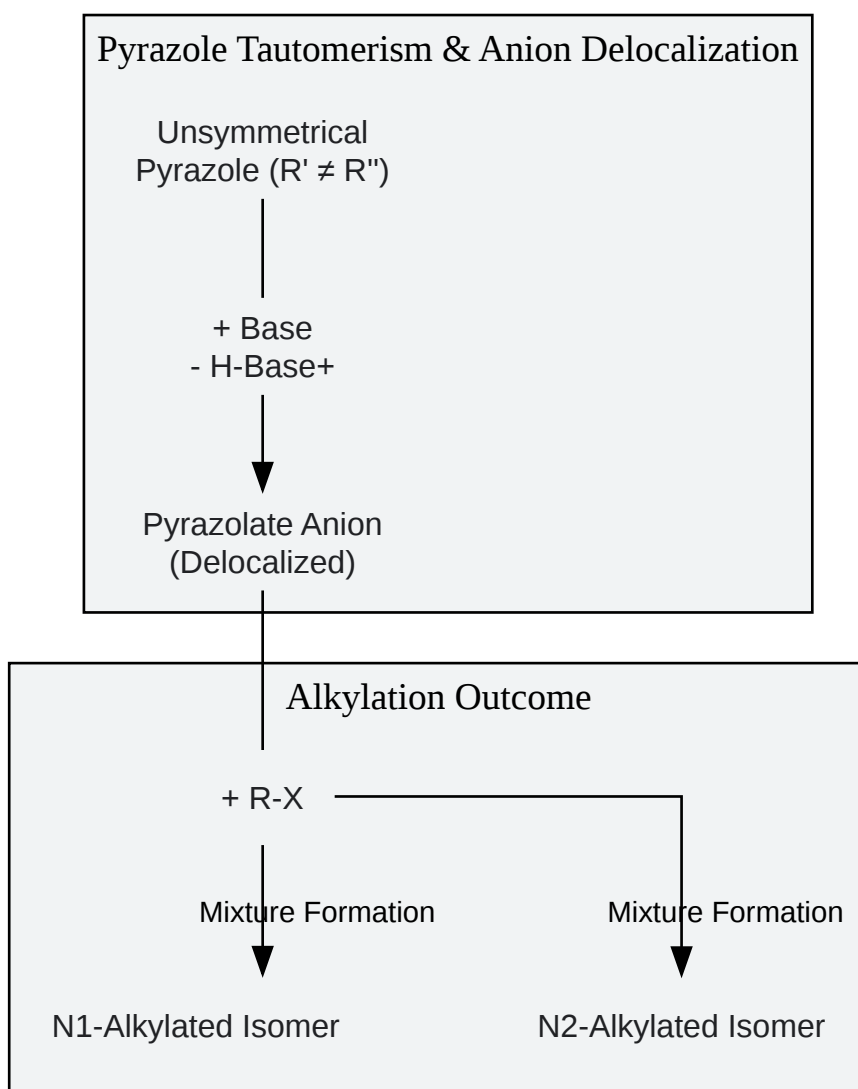 Pyrazole Tautomerism & Anion Delocalization
Unsymmetrical
Pyrazole (R' ≠ R")
+ Base
- H-Base+
Pyrazolate Anion
(Delocalized)
Alkylation Outcome
+ R-X
Mixture Formation
Mixture Formation
N1-Alkylated Isomer
N2-Alkylated Isomer